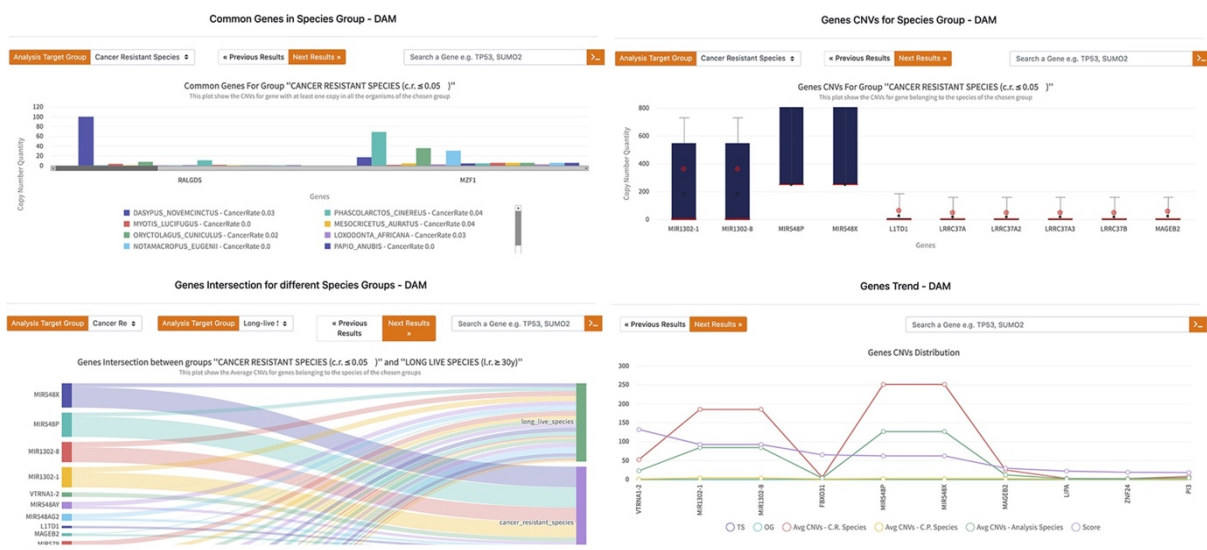 Common Genes in Species Group - DAM
Analysis Target Group Cancer Resistant Species « Previous Results Next Results » Search a Gene e.g. TP53, SUMO2 >_
Common Genes For Group "CANCER RESISTANT SPECIES (c.r. ≤ 0.05 )"
This plot show the CNVs for gene with at least one copy in all the organisms of the chosen group
Copy Number Quantity
120
100
80
60
40
20
0
RALGDS MZF1
Genes
DASYPUS_NOVEMCINCTUS - CancerRate 0.03 PHASCOLARCTOS_CINEREUS - CancerRate 0.04
MYOTIS_LUCIFUGUS - CancerRate 0.0 MESOCRICETUS_AURATUS - CancerRate 0.04
ORYCTOLAGUS_CUNICULUS - CancerRate 0.02 LOXODONTA_AFRICANA - CancerRate 0.03
NOTAMACROPUS_EUGENII - CancerRate 0.0 PAPIO_ANUBIS - CancerRate 0.0
Genes CNVs for Species Group - DAM
Analysis Target Group Cancer Resistant Species « Previous Results Next Results » Search a Gene e.g. TP53, SUMO2 >_
Genes CNVs For Group "CANCER RESISTANT SPECIES (c.r. ≤ 0.05 )"
This plot show the CNVs for gene belonging to the species of the chosen group
Copy Number Quantity
800
600
400
200
0
MIR1302-1 MIR1302-8 MIR548P MIR548X L1TD1 LRRC37A LRRC37A2 LRRC37A3 LRRC37B MAGEB2
Genes
Genes Intersection for different Species Groups - DAM
Analysis Target Group Cancer Re Analysis Target Group Long-live S « Previous Results Next Results » Search a Gene e.g. TP53, SUMO2 >_
Genes Intersection between groups "CANCER RESISTANT SPECIES (c.r. ≤ 0.05 )" and "LONG LIVE SPECIES (l.r. ≥ 30y)"
This plot show the Average CNVs for genes belonging to the species of the chosen groups
MIR548X
MIR548P
MIR1302-8
MIR1302-1
VTRNA1-2
MIR548AY
MIR548AG2
L1TD1
MAGEB2
long_live_species
cancer_resistant_species
Genes Trend - DAM
« Previous Results Next Results » Search a Gene e.g. TP53, SUMO2 >_
Genes CNVs Distribution
300
250
200
150
100
50
0
VTRNA1-2 MIR1302-1 MIR1302-8 FBXO31 MIR548P MIR548X MAGEB2 LIPA ZNF24 PI3
TS OG Avg CNVs - C.R. Species Avg CNVs - C.P. Species Avg CNVs - Analysis Species Score